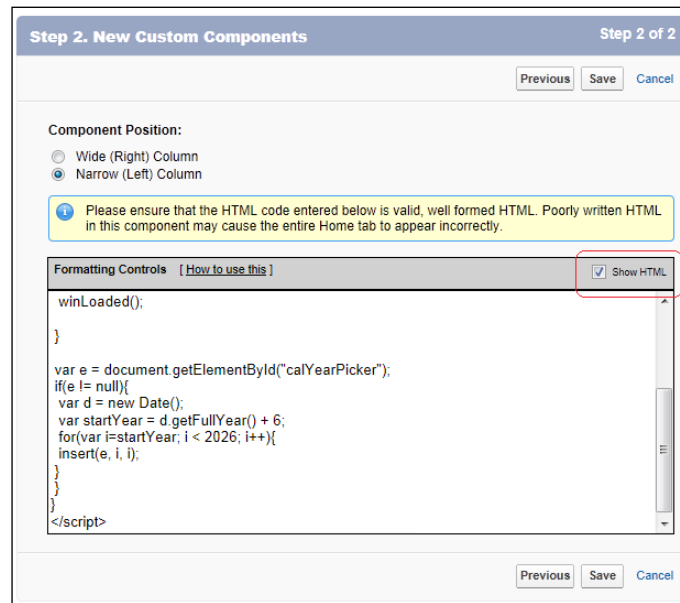 Step 2. New Custom Components Step 2 of 2
Previous Save Cancel
Component Position:
Wide (Right) Column
Narrow (Left) Column
Please ensure that the HTML code entered below is valid, well formed HTML. Poorly written HTML
in this component may cause the entire Home tab to appear incorrectly.
Formatting Controls [ How to use this ] Show HTML
winLoaded();
}
var e = document.getElementById("calYearPicker");
if(e != null){
var d = new Date();
var startYear = d.getFullYear() + 6;
for(var i=startYear; i < 2026; i++){
insert(e, i, i);
}
}
}
</script>
Previous Save Cancel